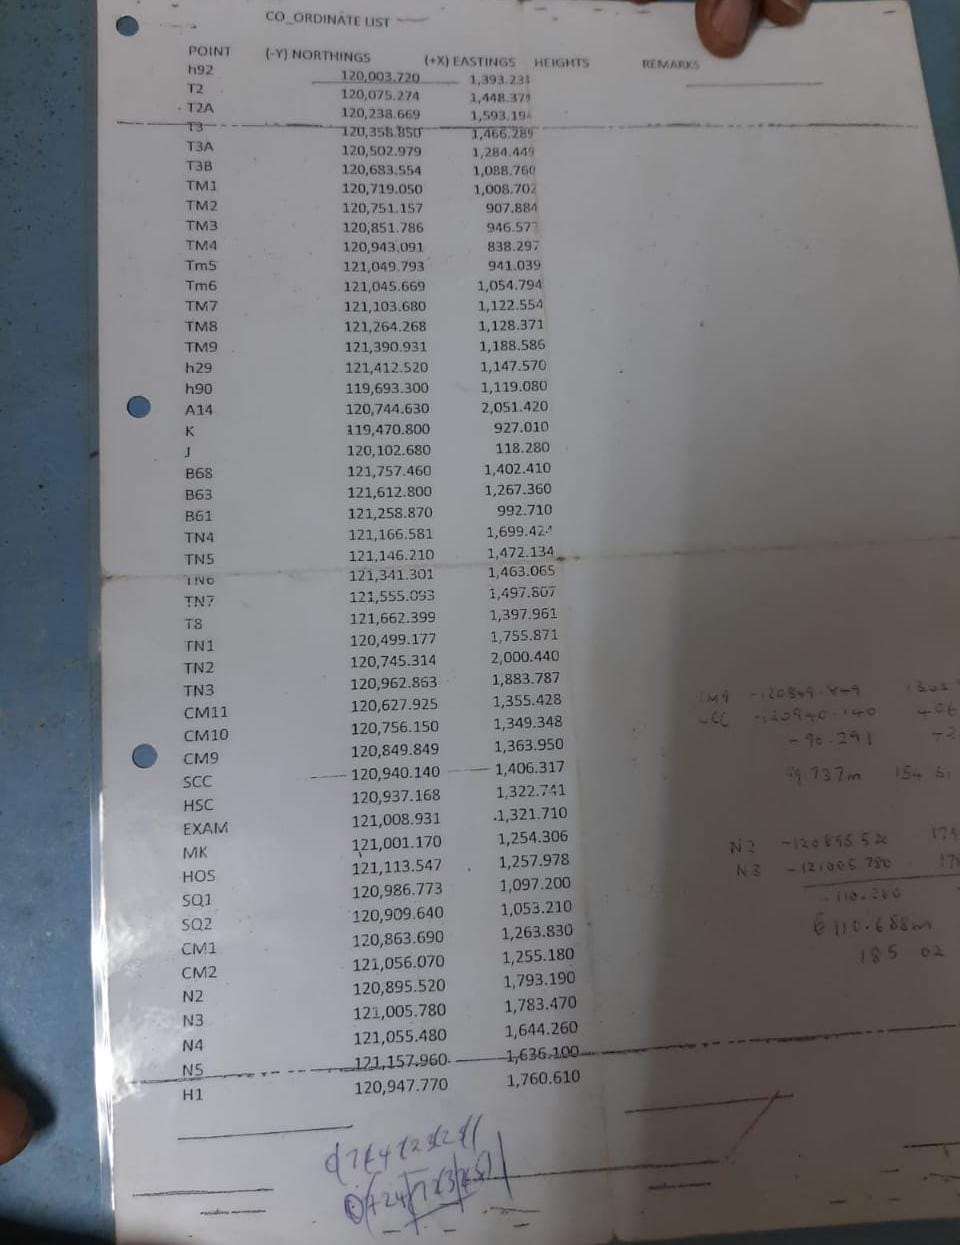 CO_ORDINATE LIST
POINT (-Y) NORTHINGS (+X) EASTINGS HEIGHTS REMARKS
h92 120,003.720 1,393.231
T2 120,075.274 1,448.379
T2A 120,238.669 1,593.194
T3 120,358.850 1,466.289
T3A 120,502.979 1,284.449
T3B 120,683.554 1,088.760
TM1 120,719.050 1,008.702
TM2 120,751.157 907.884
TM3 120,851.786 946.577
TM4 120,943.091 838.297
Tm5 121,049.793 941.039
Tm6 121,045.669 1,054.794
TM7 121,103.680 1,122.554
TM8 121,264.268 1,128.371
TM9 121,390.931 1,188.586
h29 121,412.520 1,147.570
h90 119,693.300 1,119.080
A14 120,744.630 2,051.420
K 119,470.800 927.010
J 120,102.680 118.280
B68 121,757.460 1,402.410
B63 121,612.800 1,267.360
B61 121,258.870 992.710
TN4 121,166.581 1,699.424
TN5 121,146.210 1,472.134
TN6 121,341.301 1,463.065
TN7 121,555.093 1,497.807
T8 121,662.399 1,397.961
TN1 120,499.177 1,755.871
TN2 120,745.314 2,000.440
TN3 120,962.863 1,883.787
CM11 120,627.925 1,355.428
CM10 120,756.150 1,349.348
CM9 120,849.849 1,363.950
SCC 120,940.140 1,406.317
HSC 120,937.168 1,322.741
EXAM 121,008.931 1,321.710
MK 121,001.170 1,254.306
HOS 121,113.547 1,257.978
SQ1 120,986.773 1,097.200
SQ2 120,909.640 1,053.210
CM1 120,863.690 1,263.830
CM2 121,056.070 1,255.180
N2 120,895.520 1,793.190
N3 121,005.780 1,783.470
N4 121,055.480 1,644.260
N5 121,157.960 1,636.100
H1 120,947.770 1,760.610
CM9 -120849.849
SCC -120940.140 406
-90.291
99.737m 154
N2 -120895.520 179
N3 -121005.780 178
-110.260
110.688m
185 02